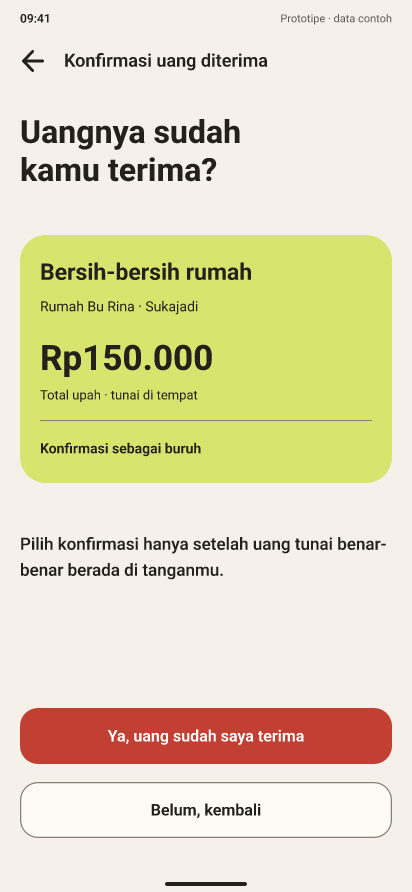 09:41
Prototipe · data contoh
Konfirmasi uang diterima
Uangnya sudah
kamu terima?
Bersih-bersih rumah
Rumah Bu Rina · Sukajadi
Rp150.000
Total upah · tunai di tempat
Konfirmasi sebagai buruh
Pilih konfirmasi hanya setelah uang tunai benar-
benar berada di tanganmu.
Ya, uang sudah saya terima
Belum, kembali